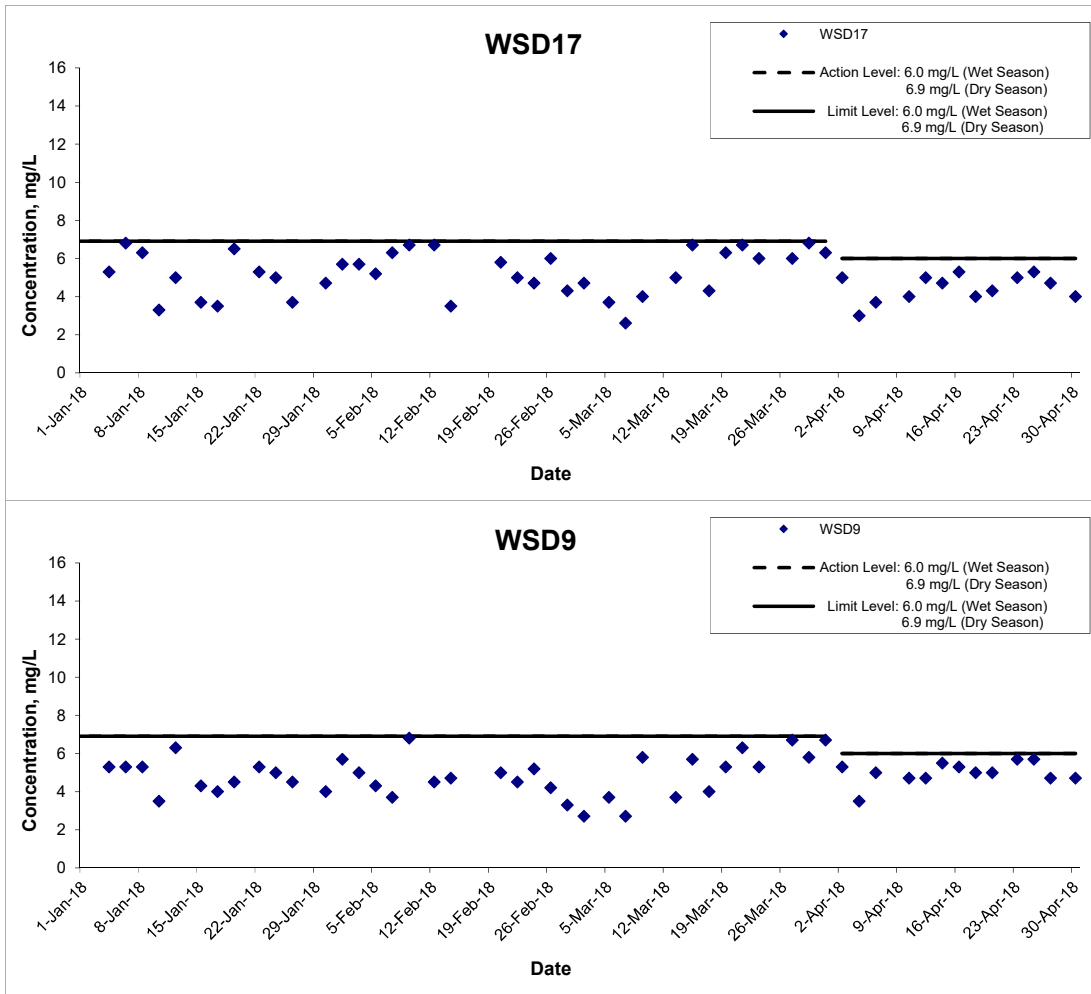 WSD17
WSD17
Action Level: 6.0 mg/L (Wet Season)
6.9 mg/L (Dry Season)
Limit Level: 6.0 mg/L (Wet Season)
6.9 mg/L (Dry Season)
Concentration, mg/L
16
14
12
10
8
6
4
2
0
1-Jan-18
8-Jan-18
15-Jan-18
22-Jan-18
29-Jan-18
5-Feb-18
12-Feb-18
19-Feb-18
26-Feb-18
5-Mar-18
12-Mar-18
19-Mar-18
26-Mar-18
2-Apr-18
9-Apr-18
16-Apr-18
23-Apr-18
30-Apr-18
Date
WSD9
WSD9
Action Level: 6.0 mg/L (Wet Season)
6.9 mg/L (Dry Season)
Limit Level: 6.0 mg/L (Wet Season)
6.9 mg/L (Dry Season)
Concentration, mg/L
16
14
12
10
8
6
4
2
0
1-Jan-18
8-Jan-18
15-Jan-18
22-Jan-18
29-Jan-18
5-Feb-18
12-Feb-18
19-Feb-18
26-Feb-18
5-Mar-18
12-Mar-18
19-Mar-18
26-Mar-18
2-Apr-18
9-Apr-18
16-Apr-18
23-Apr-18
30-Apr-18
Date